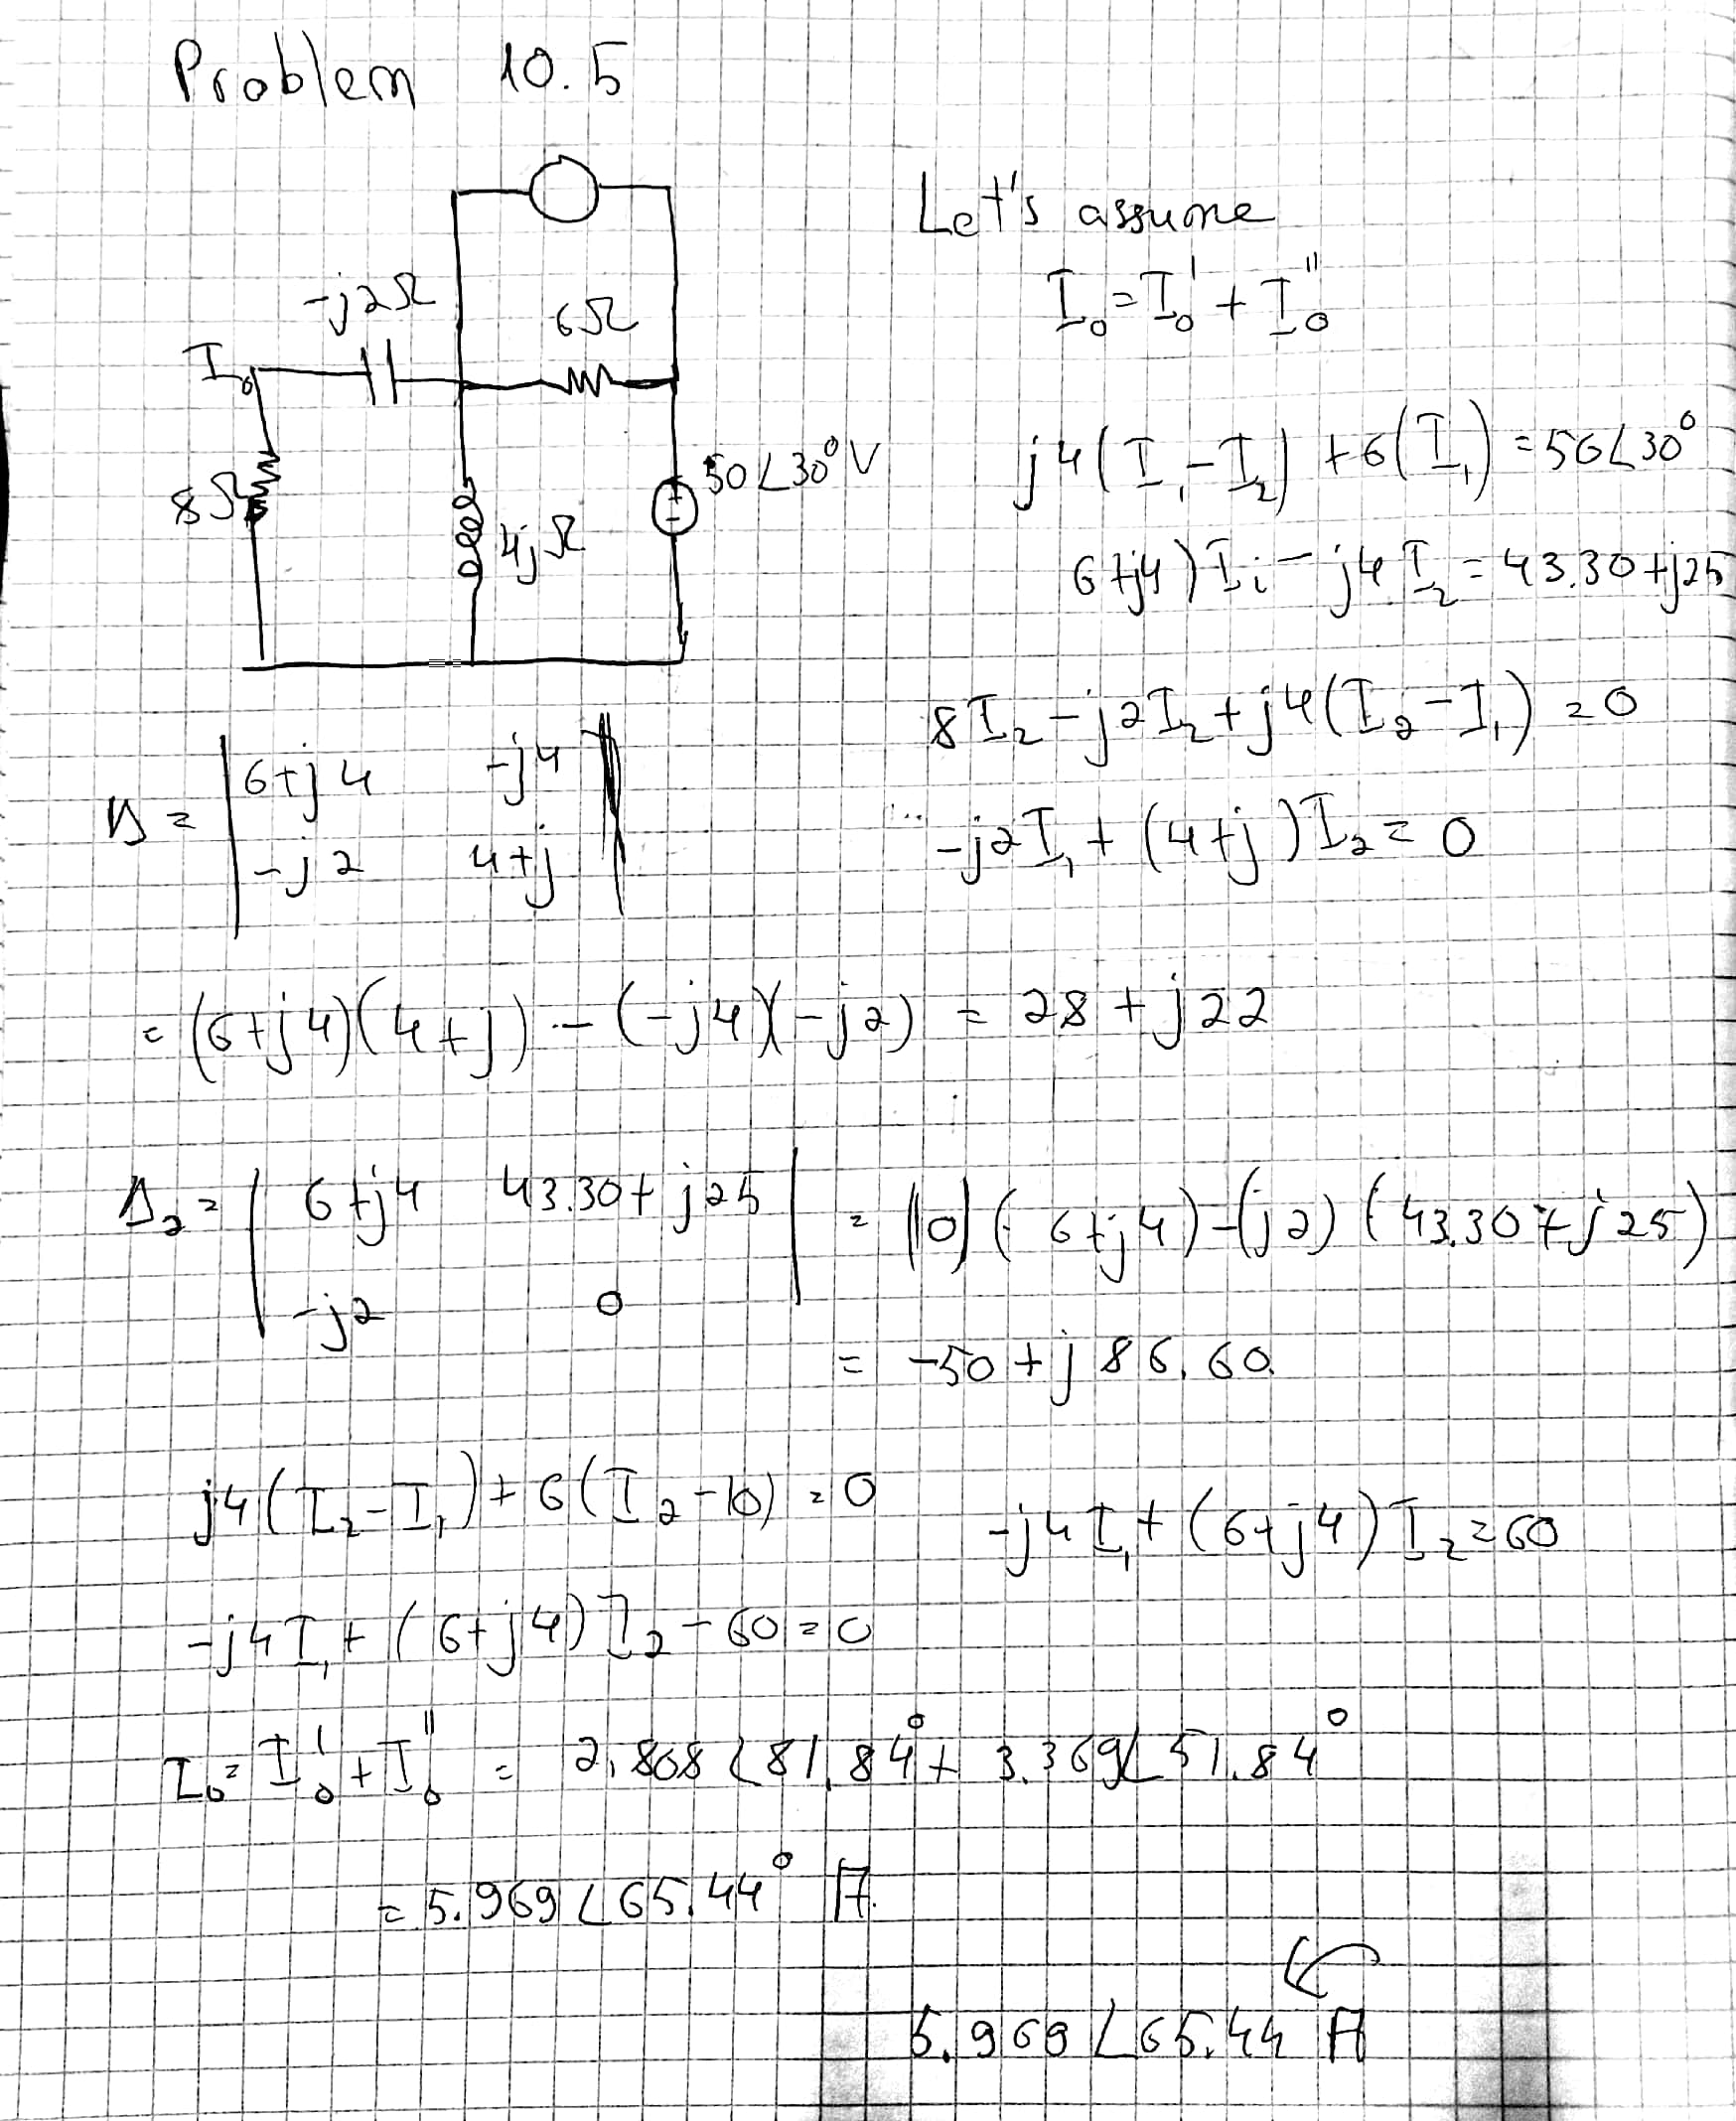 Problem 10.5
Let's assume
I₀ = I₀' + I₀''
-j2Ω
6Ω
I₀
8Ω
4jΩ
50∠30° V
+
-
j4(I₁ - I₂) + 6(I₁) = 50∠30°
6+j4)I₁ - j4 I₂ = 43.30+j25
8I₂ - j2I₂ + j4(I₂ - I₁) = 0
-j2I₁ + (4+j)I₂ = 0
Δ = | 6+j4 -j4 |
| -j2 4+j |
= (6+j4)(4+j) - (-j4)(-j2) = 28 + j22
Δ₂ = | 6+j4 43.30+j25 | = (0)(6+j4) - (j2)(43.30+j25)
| -j2 0 |
= -50 + j86.60
j4(I₂ - I₁) + 6(I₂ - 10) = 0
-j4I₁ + (6+j4)I₂ = 60
-j4I₁ + (6+j4)I₂ - 60 = 0
I₀ = I₀' + I₀'' = 2.808∠81.84° + 3.369∠51.84°
= 5.969∠65.44° A
5.969∠65.44 A